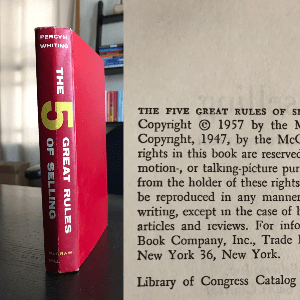 PERCY H.
WHITING
THE
5
GREAT RULES
OF SELLING
McGRAW
HILL
THE FIVE GREAT RULES OF SE
Copyright © 1957 by the M
Copyright, 1947, by the McG
rights in this book are reserved
motion-, or talking-picture pur
from the holder of these rights
be reproduced in any manner
writing, except in the case of b
articles and reviews. For info
Book Company, Inc., Trade
New York 36, New York.
Library of Congress Catalog